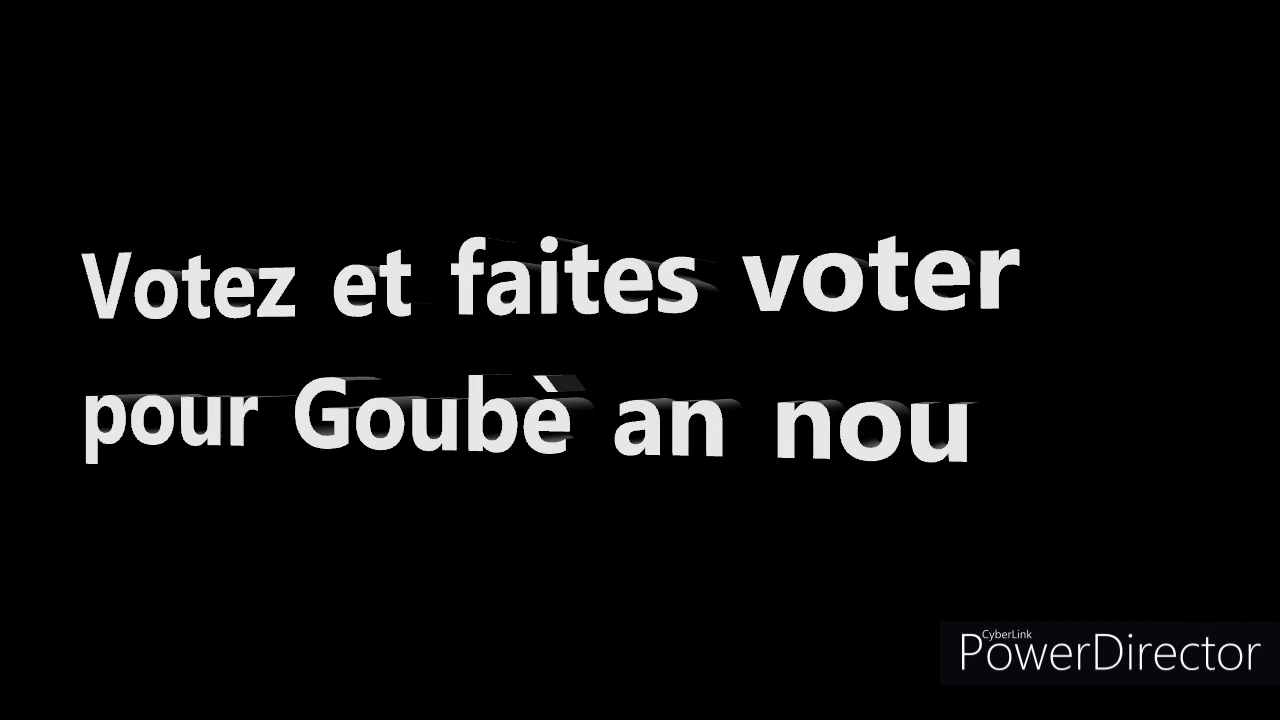 Votez et faites voter
pour Goubè an nou
CyberLink
PowerDirector